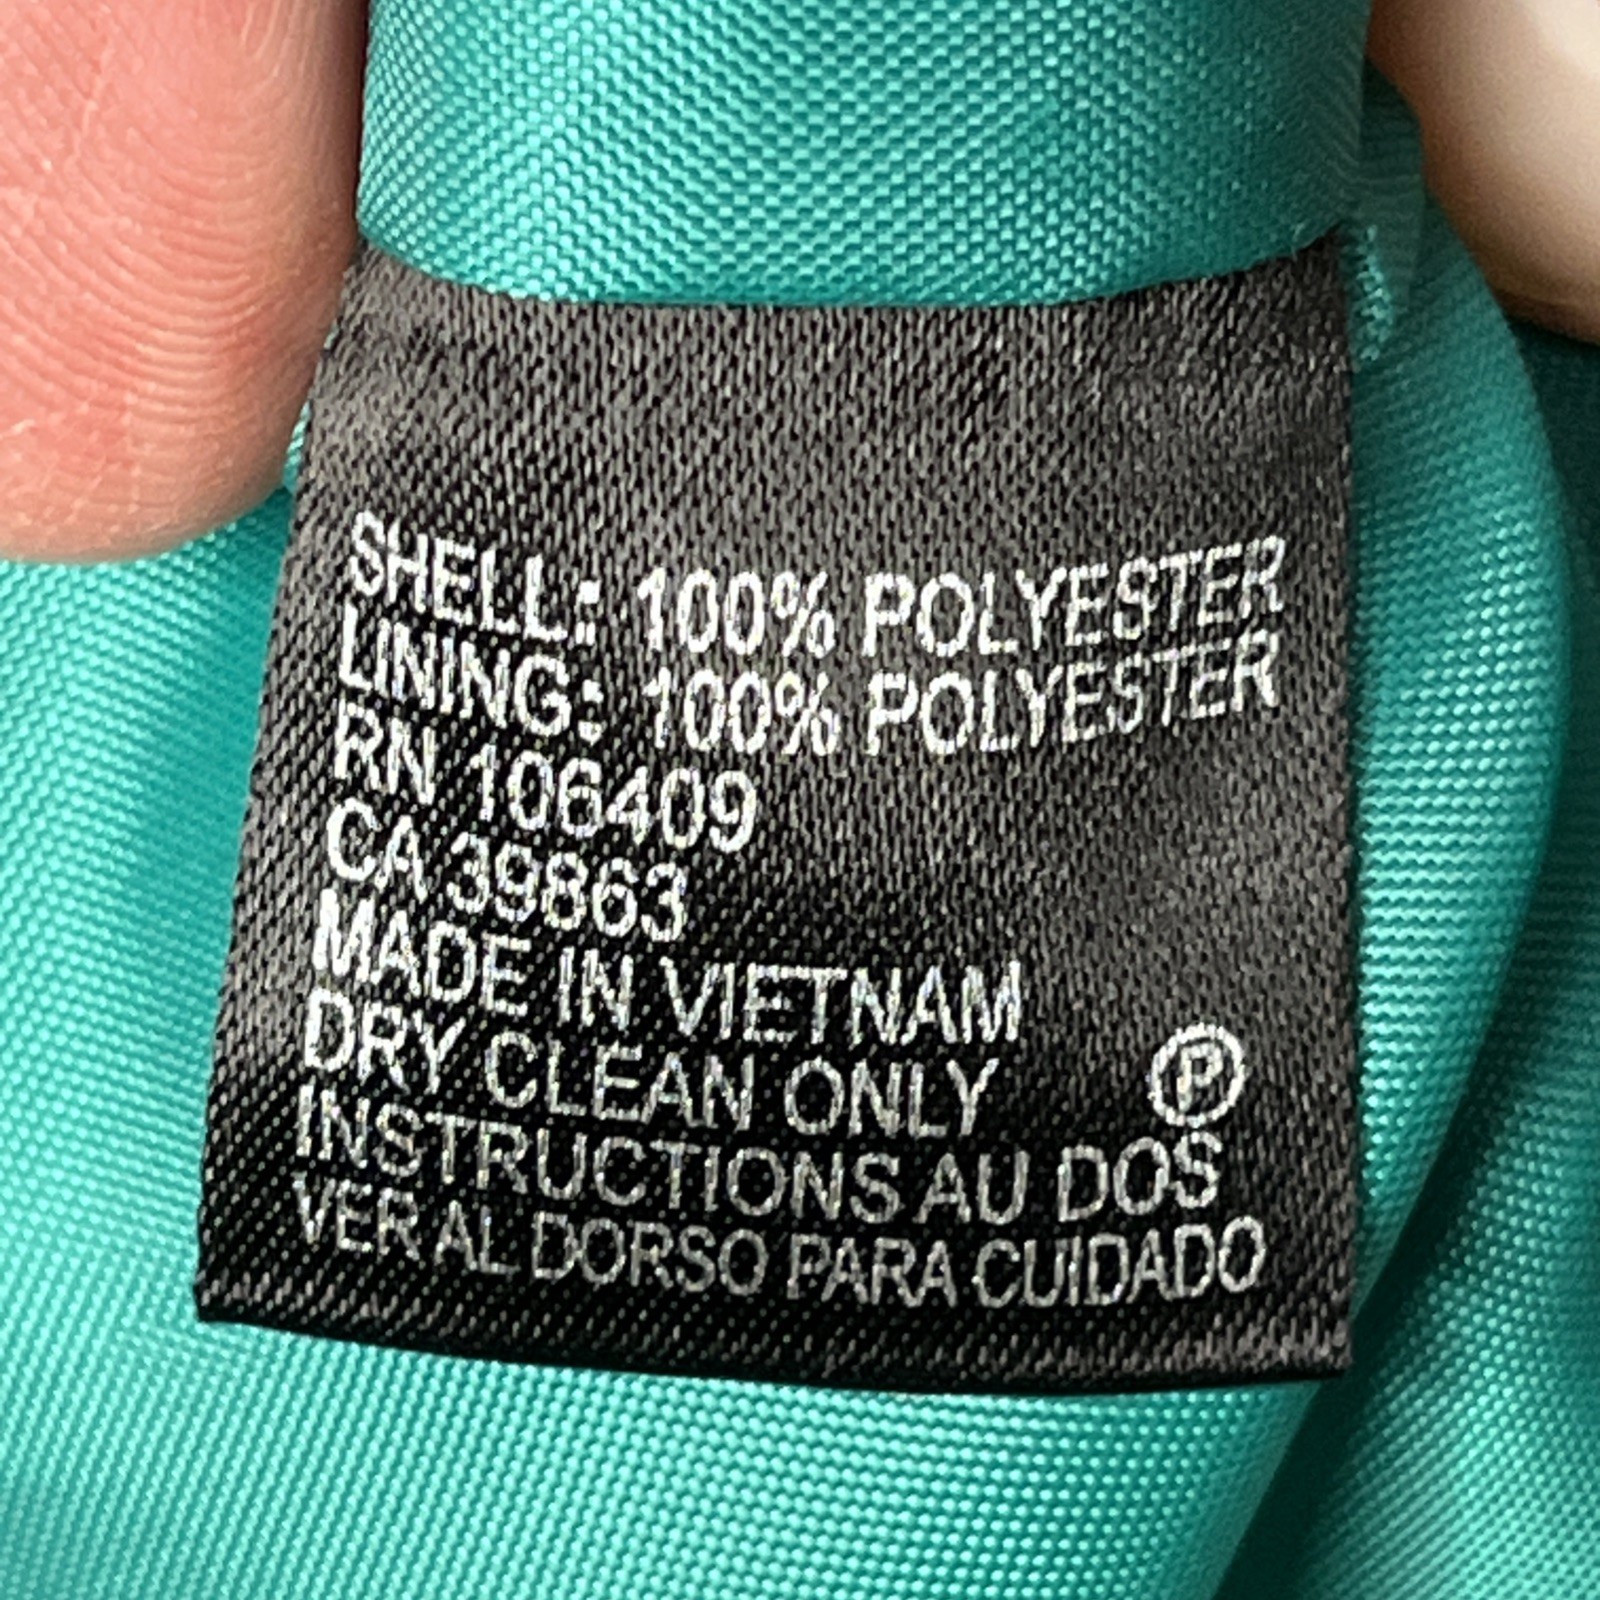 SHELL: 100% POLYESTER
LINING: 100% POLYESTER
RN 106409
CA 39863
MADE IN VIETNAM
DRY CLEAN ONLY Ⓟ
INSTRUCTIONS AU DOS
VER AL DORSO PARA CUIDADO